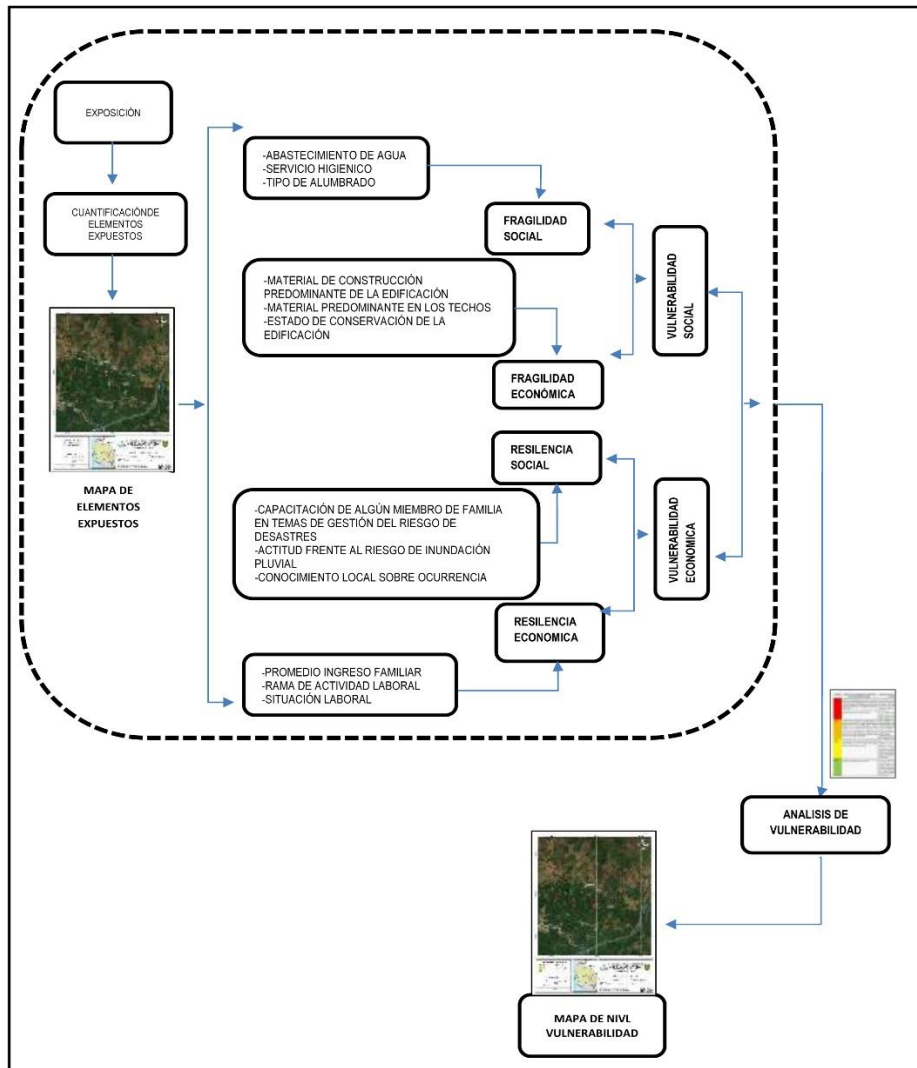 EXPOSICIÓN
CUANTIFICACIÓNDE
ELEMENTOS
EXPUESTOS
MAPA DE
ELEMENTOS
EXPUESTOS
-ABASTECIMIENTO DE AGUA
-SERVICIO HIGIENICO
-TIPO DE ALUMBRADO
FRAGILIDAD
SOCIAL
-MATERIAL DE CONSTRUCCIÓN
PREDOMINANTE DE LA EDIFICACIÓN
-MATERIAL PREDOMINANTE EN LOS TECHOS
-ESTADO DE CONSERVACIÓN DE LA
EDIFICACIÓN
FRAGILIDAD
ECONÓMICA
VULNERABILIDAD
SOCIAL
RESILENCIA
SOCIAL
-CAPACITACIÓN DE ALGÚN MIEMBRO DE FAMILIA
EN TEMAS DE GESTIÓN DEL RIESGO DE
DESASTRES
-ACTITUD FRENTE AL RIESGO DE INUNDACIÓN
PLUVIAL
-CONOCIMIENTO LOCAL SOBRE OCURRENCIA
VULNERABILIDAD
ECONOMICA
RESILENCIA
ECONOMICA
-PROMEDIO INGRESO FAMILIAR
-RAMA DE ACTIVIDAD LABORAL
-SITUACIÓN LABORAL
ANALISIS DE
VULNERABILIDAD
MAPA DE NIVL
VULNERABILIDAD